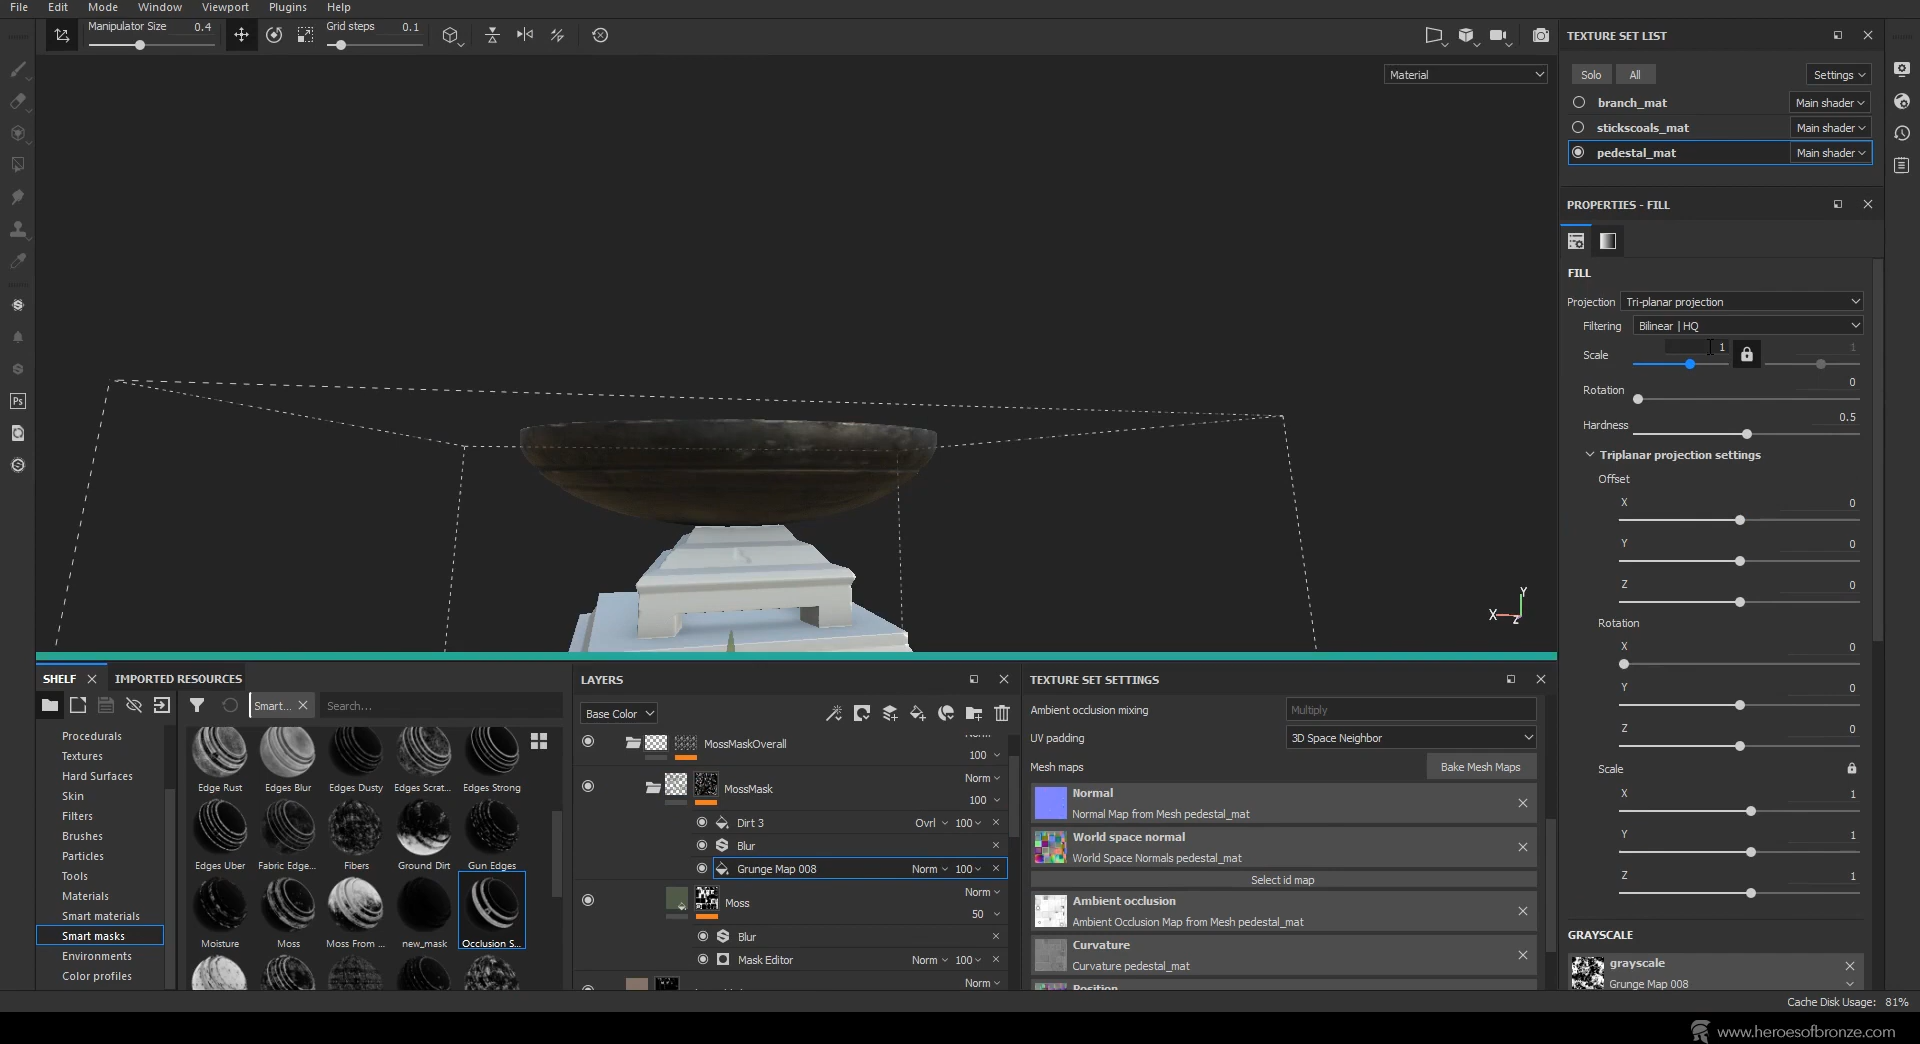 File Edit Mode Window Viewport Plugins Help
Manipulator Size 0.4
Grid steps 0.1
Material
TEXTURE SET LIST
Solo All Settings
branch_mat Main shader
stickscoals_mat Main shader
pedestal_mat Main shader
PROPERTIES - FILL
FILL
Projection Tri-planar projection
Filtering Bilinear | HQ
Scale 1 1
Rotation 0
Hardness 0.5
Triplanar projection settings
Offset
X 0
Y 0
Z 0
Rotation
X 0
Y 0
Z 0
Scale
X 1
Y 1
Z 1
GRAYSCALE
grayscale
Grunge Map 008
Y
X
Z
Ps
SHELF IMPORTED RESOURCES
Smart... Search...
Procedurals
Textures
Hard Surfaces
Skin
Filters
Brushes
Particles
Tools
Materials
Smart materials
Smart masks
Environments
Color profiles
Edge Rust Edges Blur Edges Dusty Edges Scrat... Edges Strong
Edges Uber Fabric Edge... Fibers Ground Dirt Gun Edges
Moisture Moss Moss From ... new_mask Occlusion S...
LAYERS
Base Color
MossMaskOverall Norm
100
MossMask Norm
100
Dirt 3 Ovrl 100
Blur
Grunge Map 008 Norm 100
Moss Norm
50
Blur
Mask Editor Norm 100
Norm
TEXTURE SET SETTINGS
Ambient occlusion mixing Multiply
UV padding 3D Space Neighbor
Mesh maps Bake Mesh Maps
Normal
Normal Map from Mesh pedestal_mat
World space normal
World Space Normals pedestal_mat
Select id map
Ambient occlusion
Ambient Occlusion Map from Mesh pedestal_mat
Curvature
Curvature pedestal_mat
Position
Cache Disk Usage: 81%
www.heroesofbronze.com